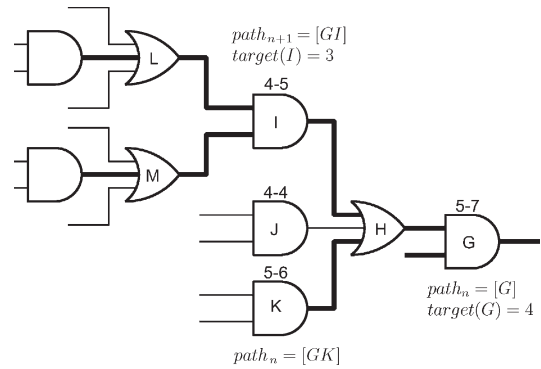 path_{n+1} = [GI]
target(I) = 3
L
4-5
I
M
4-4
J
H
5-7
G
5-6
K
path_n = [G]
target(G) = 4
path_n = [GK]